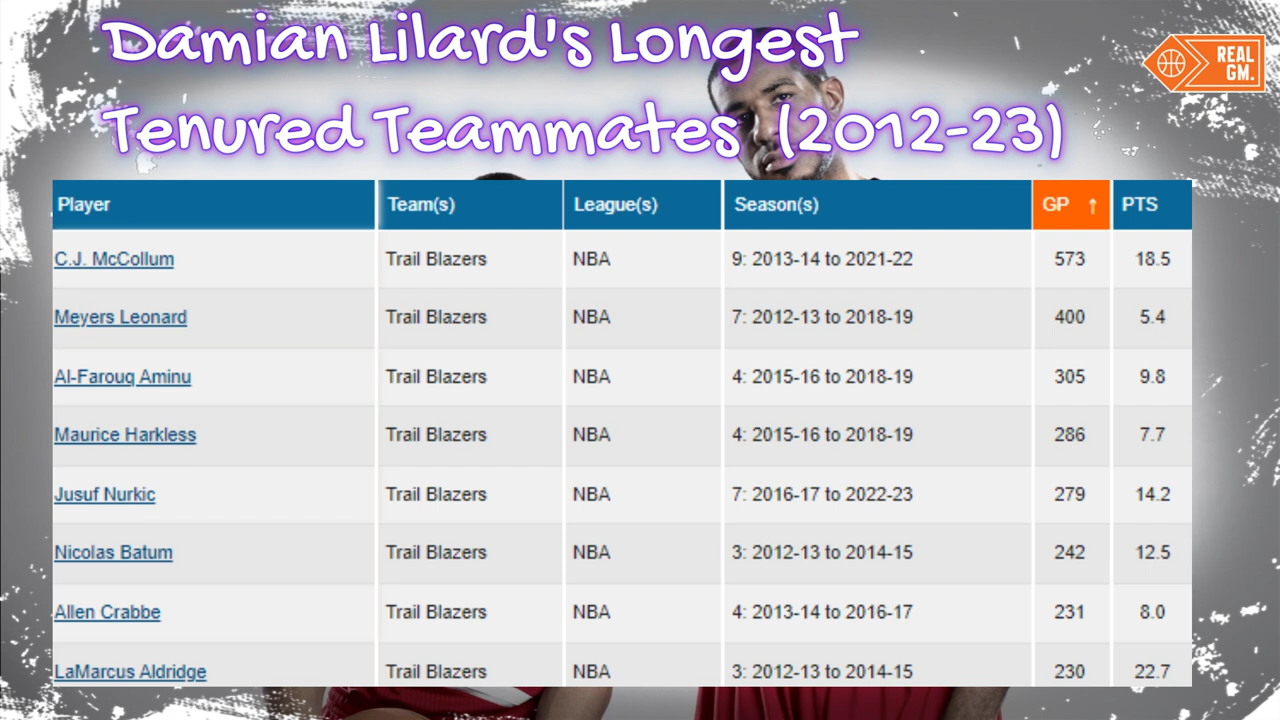 Damian Lilard's Longest
Tenured Teammates (2012-23)
REAL
GM.
Player Team(s) League(s) Season(s) GP ↑ PTS
C.J. McCollum Trail Blazers NBA 9: 2013-14 to 2021-22 573 18.5
Meyers Leonard Trail Blazers NBA 7: 2012-13 to 2018-19 400 5.4
Al-Farouq Aminu Trail Blazers NBA 4: 2015-16 to 2018-19 305 9.8
Maurice Harkless Trail Blazers NBA 4: 2015-16 to 2018-19 286 7.7
Jusuf Nurkic Trail Blazers NBA 7: 2016-17 to 2022-23 279 14.2
Nicolas Batum Trail Blazers NBA 3: 2012-13 to 2014-15 242 12.5
Allen Crabbe Trail Blazers NBA 4: 2013-14 to 2016-17 231 8.0
LaMarcus Aldridge Trail Blazers NBA 3: 2012-13 to 2014-15 230 22.7